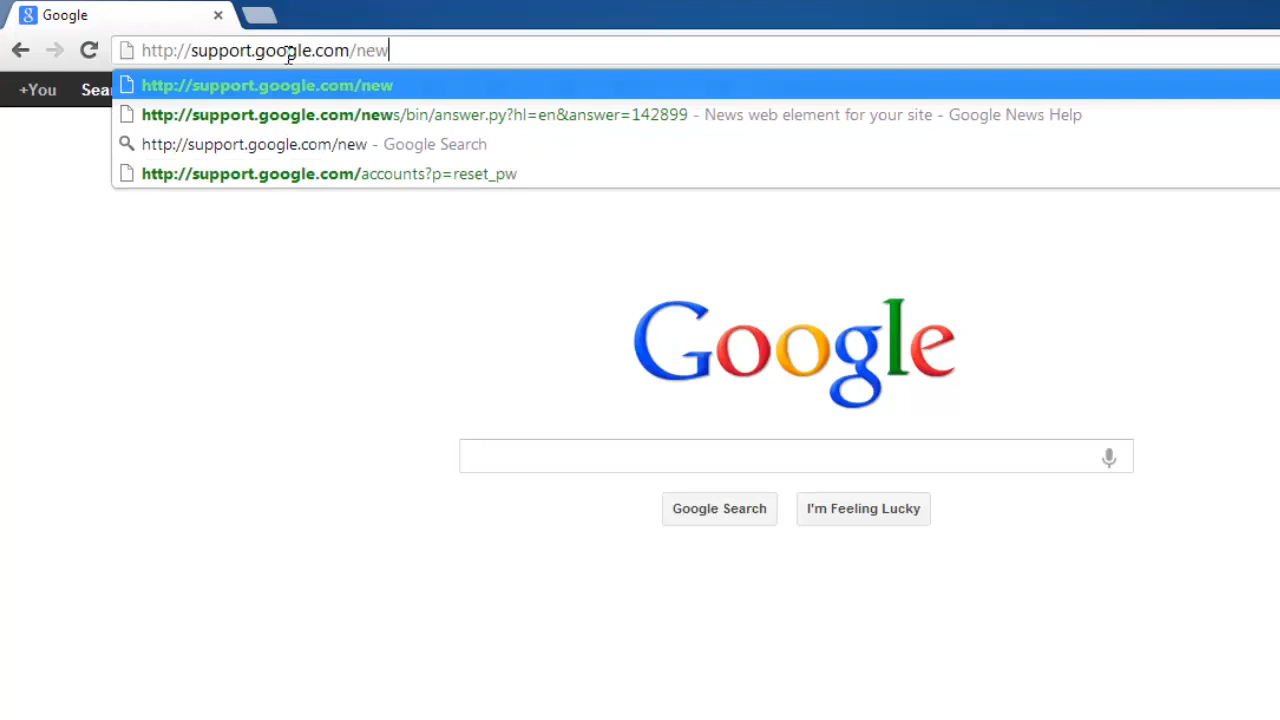 Google
http://support.google.com/new
+You Sea
http://support.google.com/new
http://support.google.com/news/bin/answer.py?hl=en&answer=142899 - News web element for your site - Google News Help
http://support.google.com/new - Google Search
http://support.google.com/accounts?p=reset_pw
Google
Google Search I'm Feeling Lucky